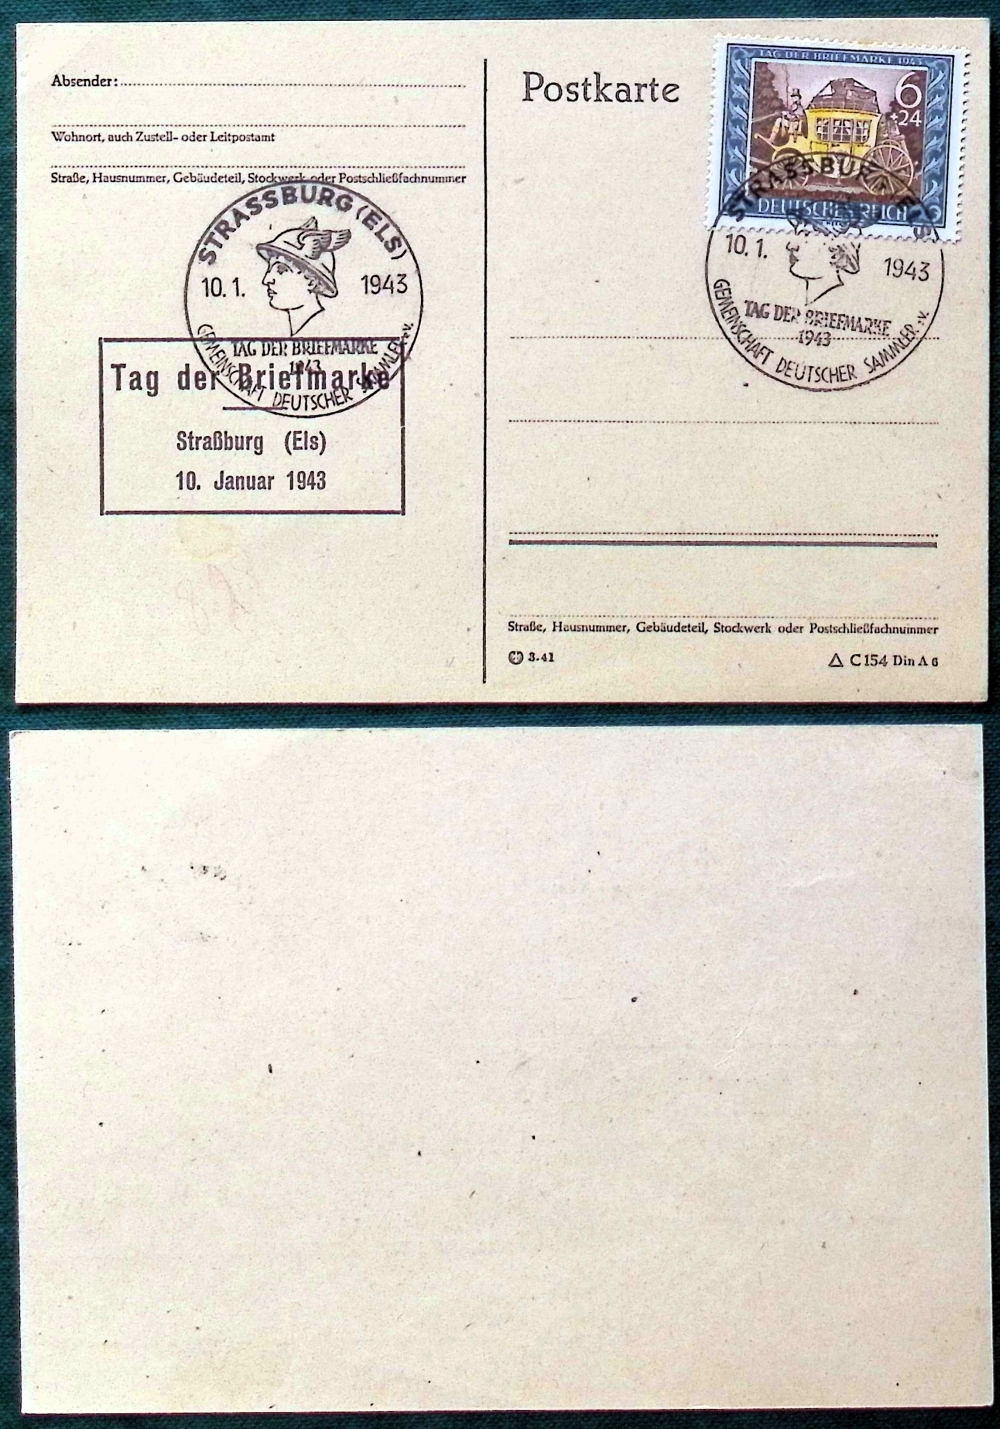 Absender:
Wohnort, auch Zustell- oder Leitpostamt
Straße, Hausnummer, Gebäudeteil, Stockwerk oder Postschließfachnummer
STRASSBURG (ELS)
10.1. 1943
TAG DER BRIEFMARKE
1943
GEMEINSCHAFT DEUTSCHER SAMMLER e.V.
Tag der Briefmarke
Straßburg (Els)
10. Januar 1943
Postkarte
TAG DER BRIEFMARKE 1943
6
+24
DEUTSCHES REICH
STRASSBURG (ELS)
10.1. 1943
TAG DER BRIEFMARKE
1943
GEMEINSCHAFT DEUTSCHER SAMMLER e.V.
Straße, Hausnummer, Gebäudeteil, Stockwerk oder Postschließfachnummer
3.41
C 154 Din A 6